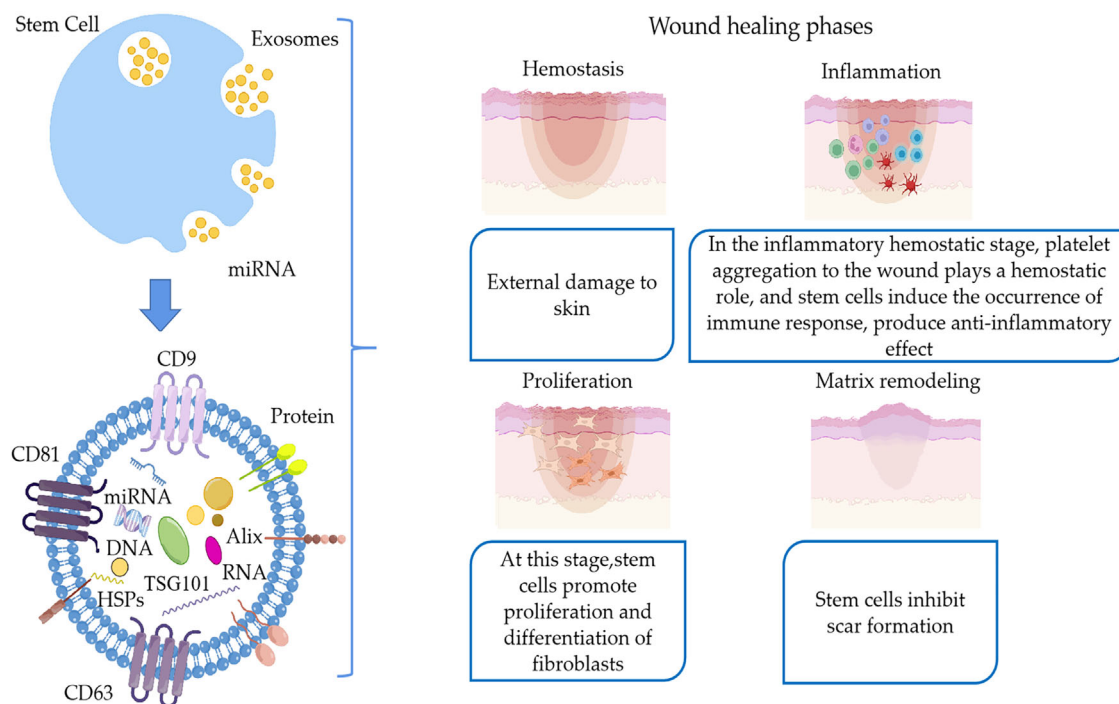 Stem Cell
Exosomes
miRNA
CD9
Protein
CD81
miRNA
DNA
Alix
TSG101
RNA
HSPs
CD63
Wound healing phases
Hemostasis
Inflammation
External damage to
skin
In the inflammatory hemostatic stage, platelet
aggregation to the wound plays a hemostatic
role, and stem cells induce the occurrence of
immune response, produce anti-inflammatory
effect
Proliferation
Matrix remodeling
At this stage,stem
cells promote
proliferation and
differentiation of
fibroblasts
Stem cells inhibit
scar formation